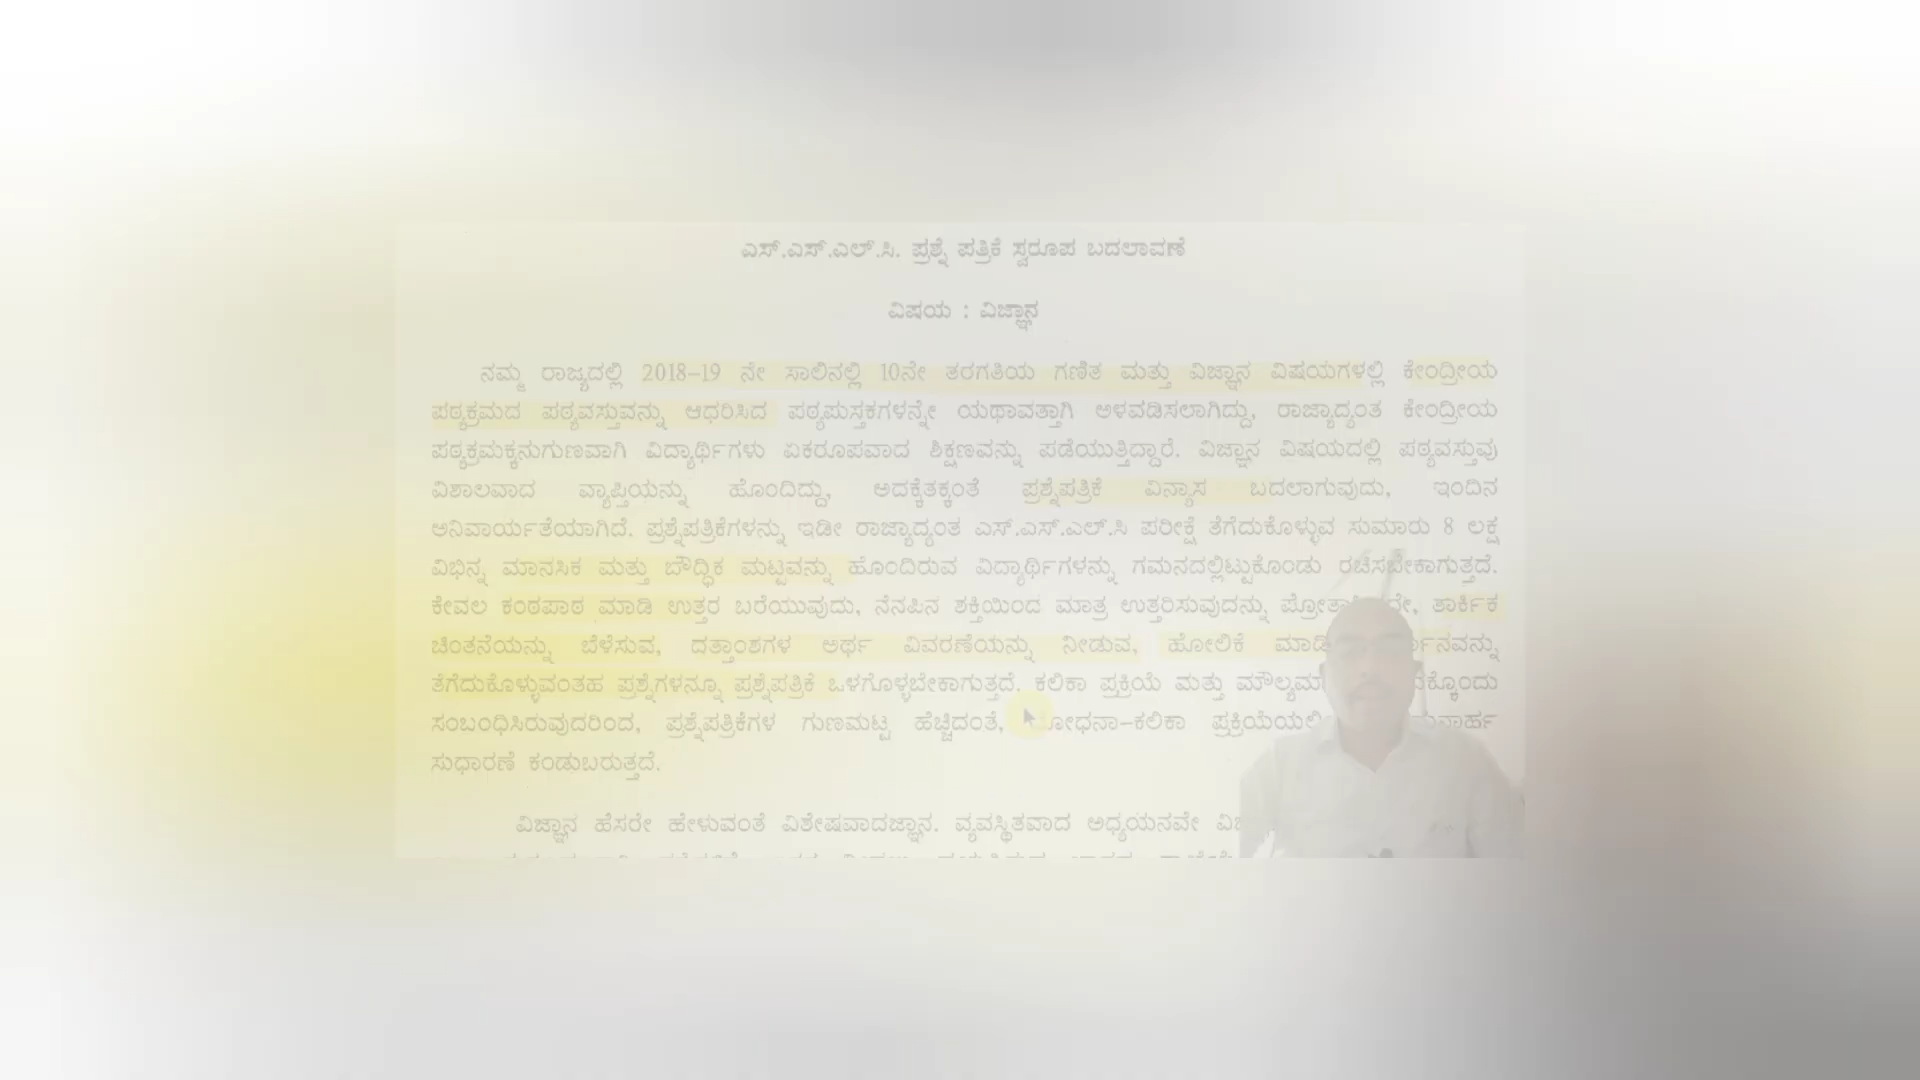 ಎಸ್.ಎಸ್.ಎಲ್.ಸಿ. ಪ್ರಶ್ನೆ ಪತ್ರಿಕೆ ಸ್ವರೂಪ ಬದಲಾವಣೆ
ವಿಷಯ : ವಿಜ್ಞಾನ
ನಮ್ಮ ರಾಜ್ಯದಲ್ಲಿ 2018–19 ನೇ ಸಾಲಿನಲ್ಲಿ 10ನೇ ತರಗತಿಯ ಗಣಿತ ಮತ್ತು ವಿಜ್ಞಾನ ವಿಷಯಗಳಲ್ಲಿ ಕೇಂದ್ರೀಯ
ಪಠ್ಯಕ್ರಮದ ಪಠ್ಯವಸ್ತುವನ್ನು ಆಧರಿಸಿದ ಪಠ್ಯಪುಸ್ತಕಗಳನ್ನೇ ಯಥಾವತ್ತಾಗಿ ಅಳವಡಿಸಲಾಗಿದ್ದು, ರಾಜ್ಯಾದ್ಯಂತ ಕೇಂದ್ರೀಯ
ಪಠ್ಯಕ್ರಮಕ್ಕನುಗುಣವಾಗಿ ವಿದ್ಯಾರ್ಥಿಗಳು ಏಕರೂಪವಾದ ಶಿಕ್ಷಣವನ್ನು ಪಡೆಯುತ್ತಿದ್ದಾರೆ. ವಿಜ್ಞಾನ ವಿಷಯದಲ್ಲಿ ಪಠ್ಯವಸ್ತುವು
ವಿಶಾಲವಾದ ವ್ಯಾಪ್ತಿಯನ್ನು ಹೊಂದಿದ್ದು, ಅದಕ್ಕೆತಕ್ಕಂತೆ ಪ್ರಶ್ನೆಪತ್ರಿಕೆ ವಿನ್ಯಾಸ ಬದಲಾಗುವುದು, ಇಂದಿನ
ಅನಿವಾರ್ಯತೆಯಾಗಿದೆ. ಪ್ರಶ್ನೆಪತ್ರಿಕೆಗಳನ್ನು ಇಡೀ ರಾಜ್ಯಾದ್ಯಂತ ಎಸ್.ಎಸ್.ಎಲ್.ಸಿ ಪರೀಕ್ಷೆ ತೆಗೆದುಕೊಳ್ಳುವ ಸುಮಾರು 8 ಲಕ್ಷ
ವಿಭಿನ್ನ ಮಾನಸಿಕ ಮತ್ತು ಬೌದ್ಧಿಕ ಮಟ್ಟವನ್ನು ಹೊಂದಿರುವ ವಿದ್ಯಾರ್ಥಿಗಳನ್ನು ಗಮನದಲ್ಲಿಟ್ಟುಕೊಂಡು ರಚಿಸಬೇಕಾಗುತ್ತದೆ.
ಕೇವಲ ಕಂಠಪಾಠ ಮಾಡಿ ಉತ್ತರ ಬರೆಯುವುದು, ನೆನಪಿನ ಶಕ್ತಿಯಿಂದ ಮಾತ್ರ ಉತ್ತರಿಸುವುದನ್ನು ತಾರ್ಕಿಕ
ಚಿಂತನೆಯನ್ನು ಬೆಳೆಸುವ, ದತ್ತಾಂಶಗಳ ಅರ್ಥ ವಿವರಣೆಯನ್ನು ನೀಡುವ, ಹೋಲಿಕೆ ಮಾಡಿ
ತೆಗೆದುಕೊಳ್ಳುವಂತಹ ಪ್ರಶ್ನೆಗಳನ್ನೂ ಪ್ರಶ್ನೆಪತ್ರಿಕೆ ಒಳಗೊಳ್ಳಬೇಕಾಗುತ್ತದೆ. ಕಲಿಕಾ ಪ್ರಕ್ರಿಯೆ ಮತ್ತು
ಸಂಬಂಧಿಸಿರುವುದರಿಂದ, ಪ್ರಶ್ನೆಪತ್ರಿಕೆಗಳ ಗುಣಮಟ್ಟ ಹೆಚ್ಚಿದಂತೆ, ಬೋಧನಾ–ಕಲಿಕಾ
ಸುಧಾರಣೆ ಕಂಡುಬರುತ್ತದೆ.
ವಿಜ್ಞಾನ ಹೆಸರೇ ಹೇಳುವಂತೆ ವಿಶೇಷವಾದಜ್ಞಾನ. ವ್ಯವಸ್ಥಿತವಾದ ಅಧ್ಯಯನವೇ